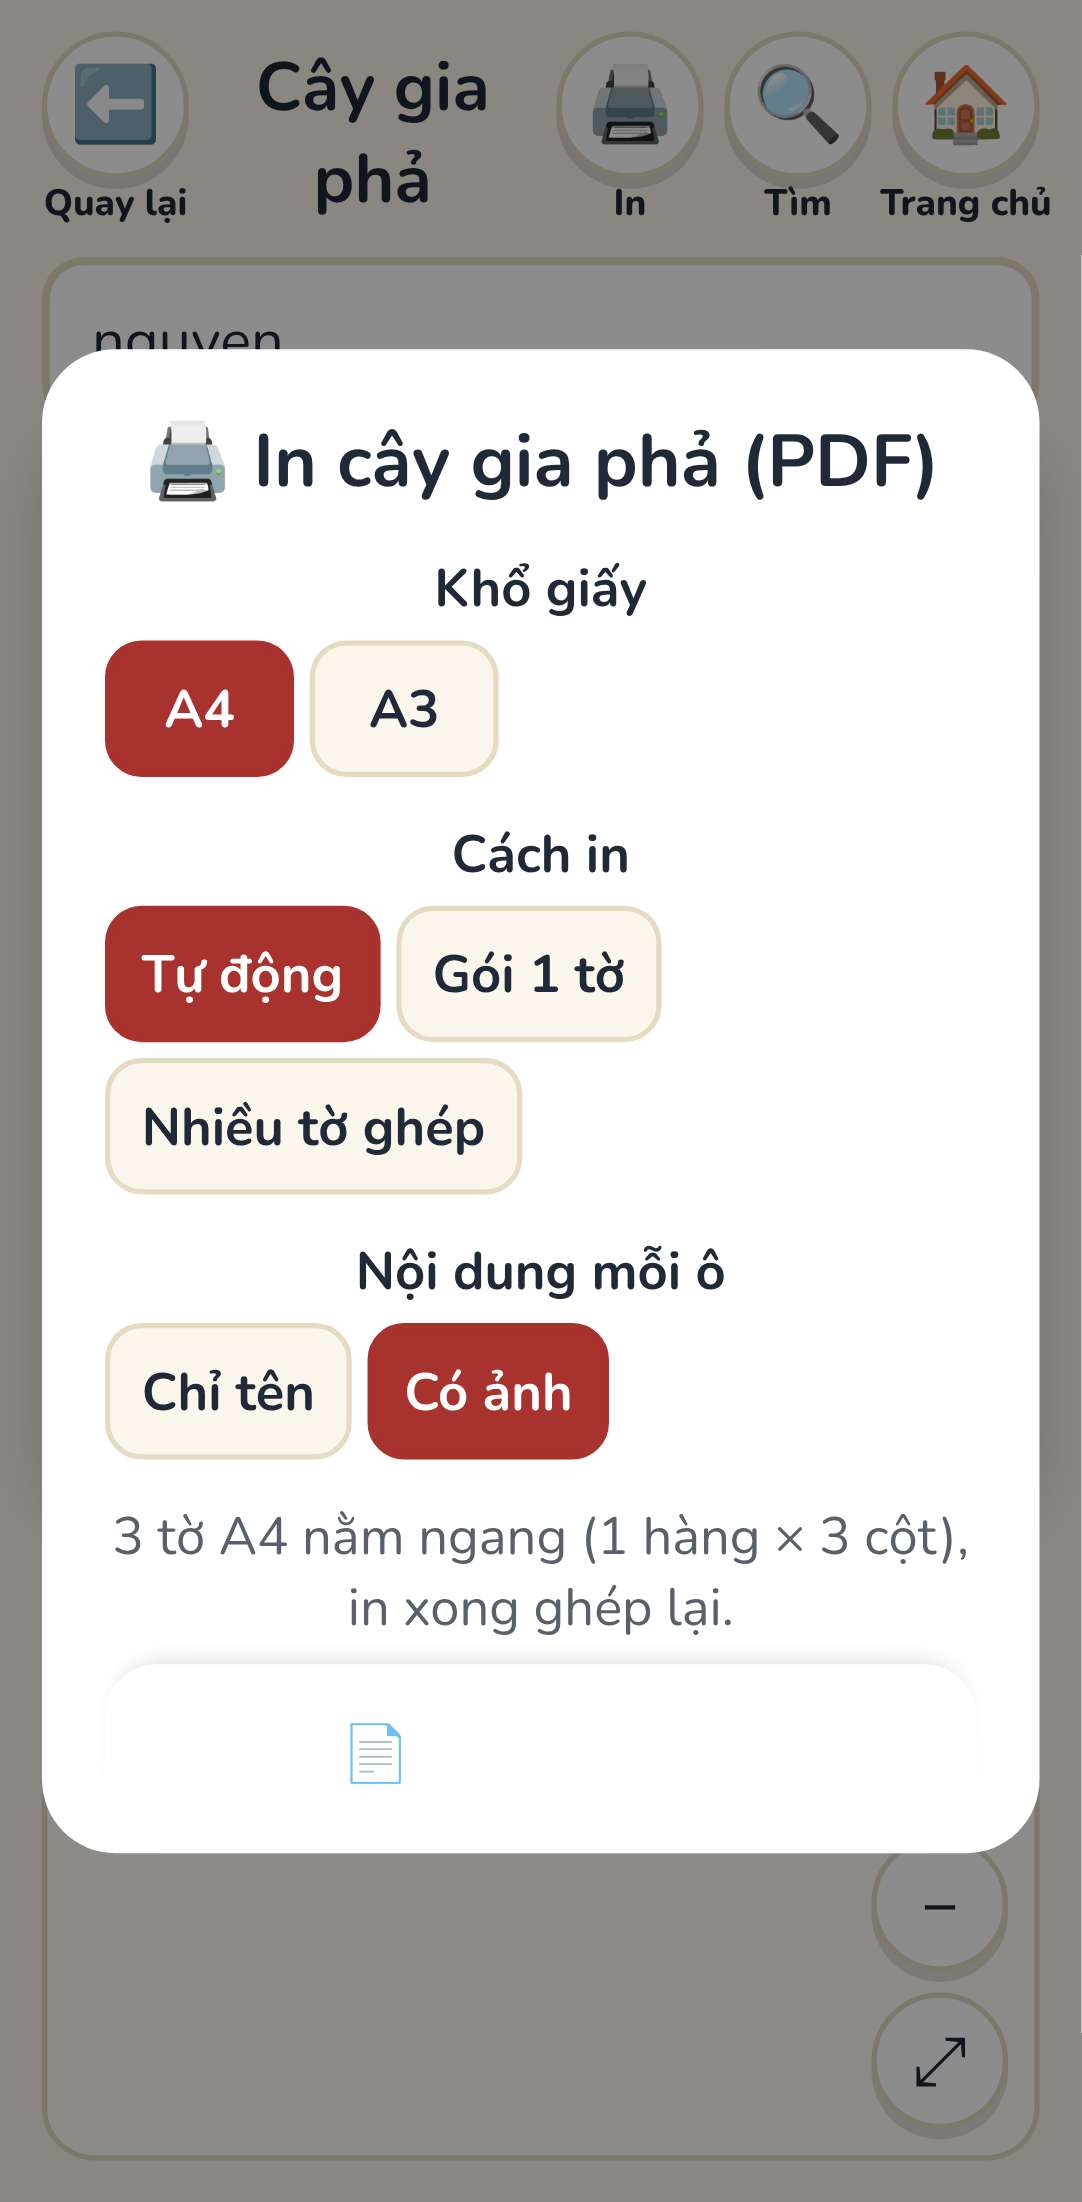 Cây gia
phả
Quay lại
In
Tìm
Trang chủ
nguyen
In cây gia phả (PDF)
Khổ giấy
A4
A3
Cách in
Tự động
Gói 1 tờ
Nhiều tờ ghép
Nội dung mỗi ô
Chỉ tên
Có ảnh
3 tờ A4 nằm ngang (1 hàng × 3 cột),
in xong ghép lại.